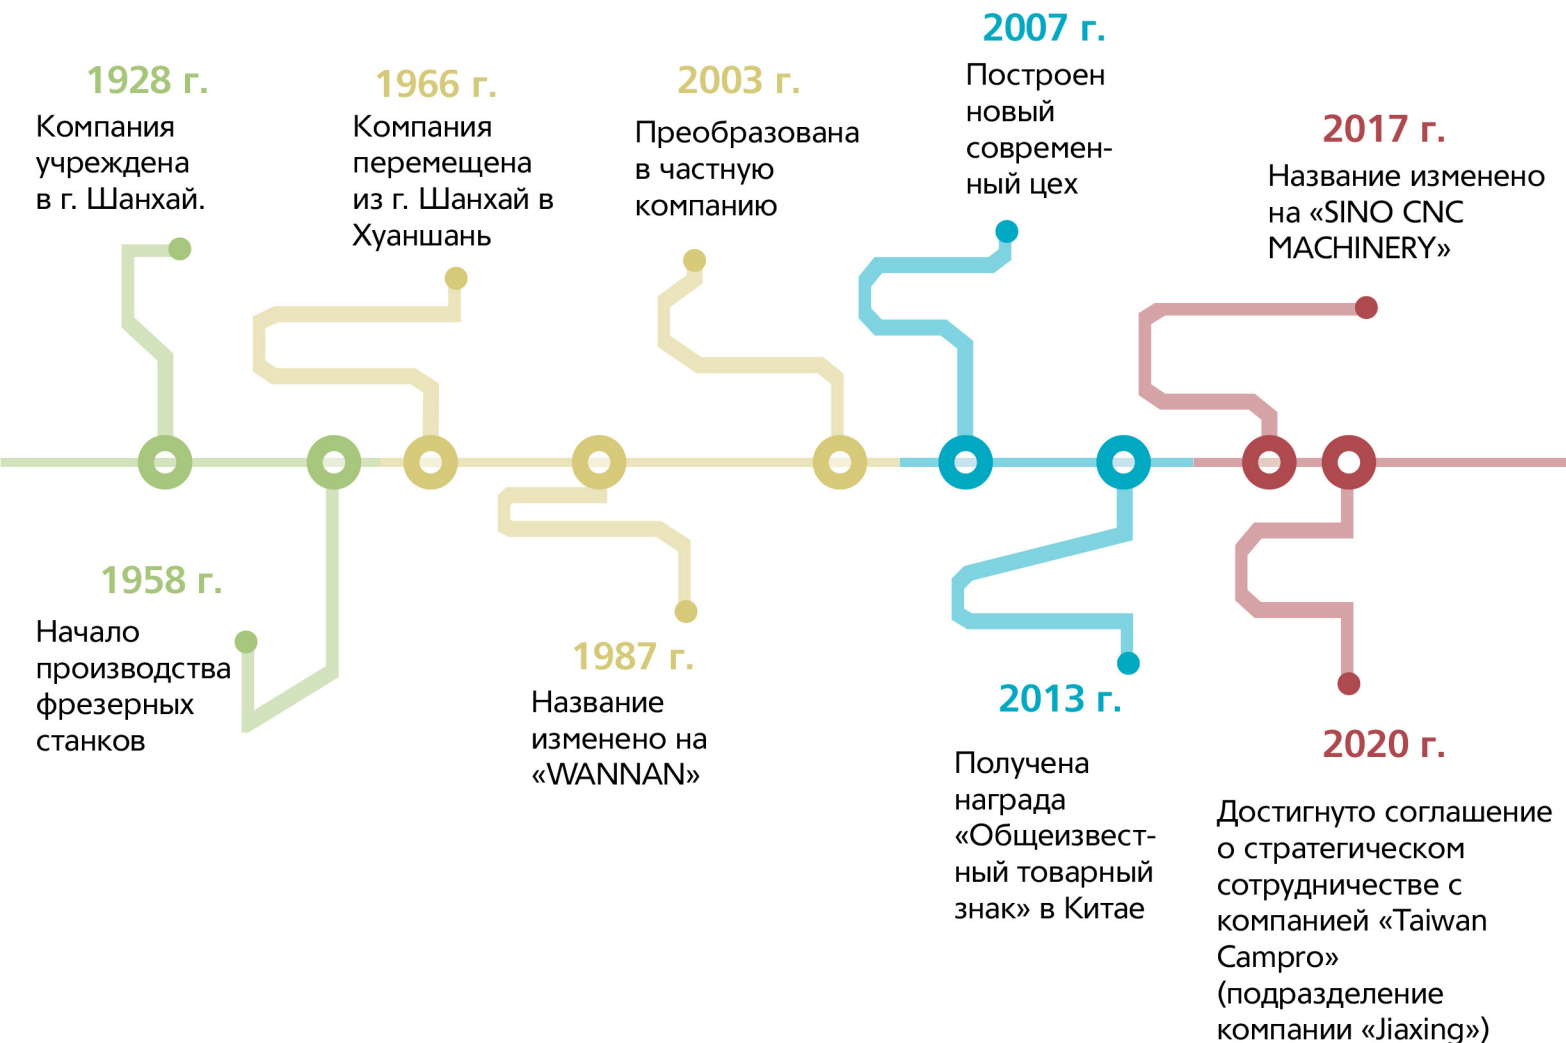 1928 г.
Компания
учреждена
в г. Шанхай.
1958 г.
Начало
производства
фрезерных
станков
1966 г.
Компания
перемещена
из г. Шанхай в
Хуаншань
1987 г.
Название
изменено на
«WANNAN»
2003 г.
Преобразована
в частную
компанию
2007 г.
Построен
новый
современ-
ный цех
2013 г.
Получена
награда
«Общеизвест-
ный товарный
знак» в Китае
2017 г.
Название изменено
на «SINO CNC
MACHINERY»
2020 г.
Достигнуто соглашение
о стратегическом
сотрудничестве с
компанией «Taiwan
Campro»
(подразделение
компании «Jiaxing»)